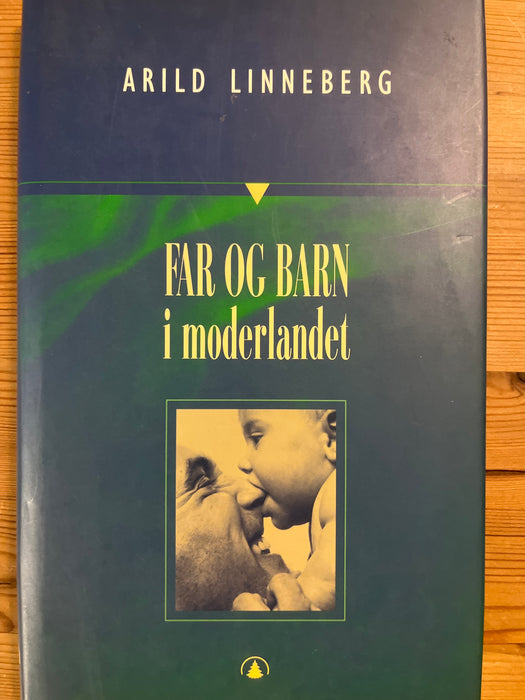 ARILD LINNEBERG
FAR OG BARN
i moderlandet